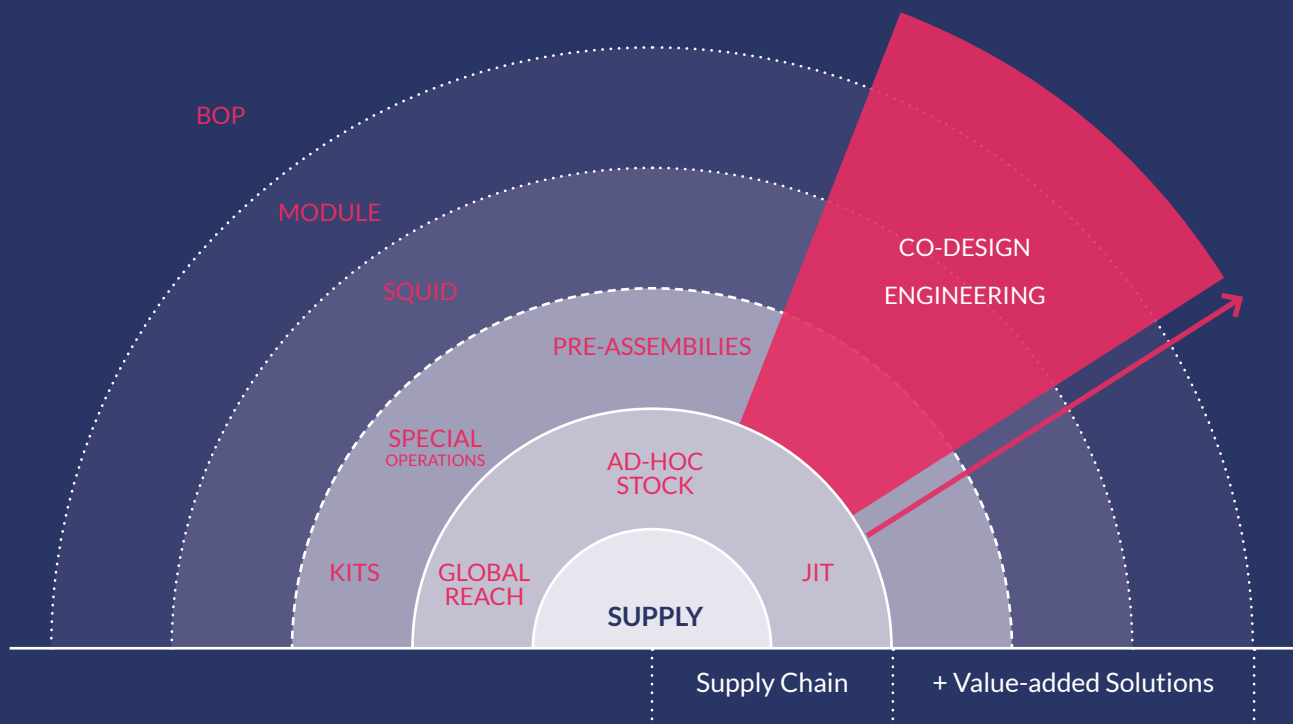 BOP
MODULE
SQUID
PRE-ASSEMBILIES
CO-DESIGN
ENGINEERING
SPECIAL
OPERATIONS
AD-HOC
STOCK
KITS
GLOBAL
REACH
JIT
SUPPLY
Supply Chain
+ Value-added Solutions